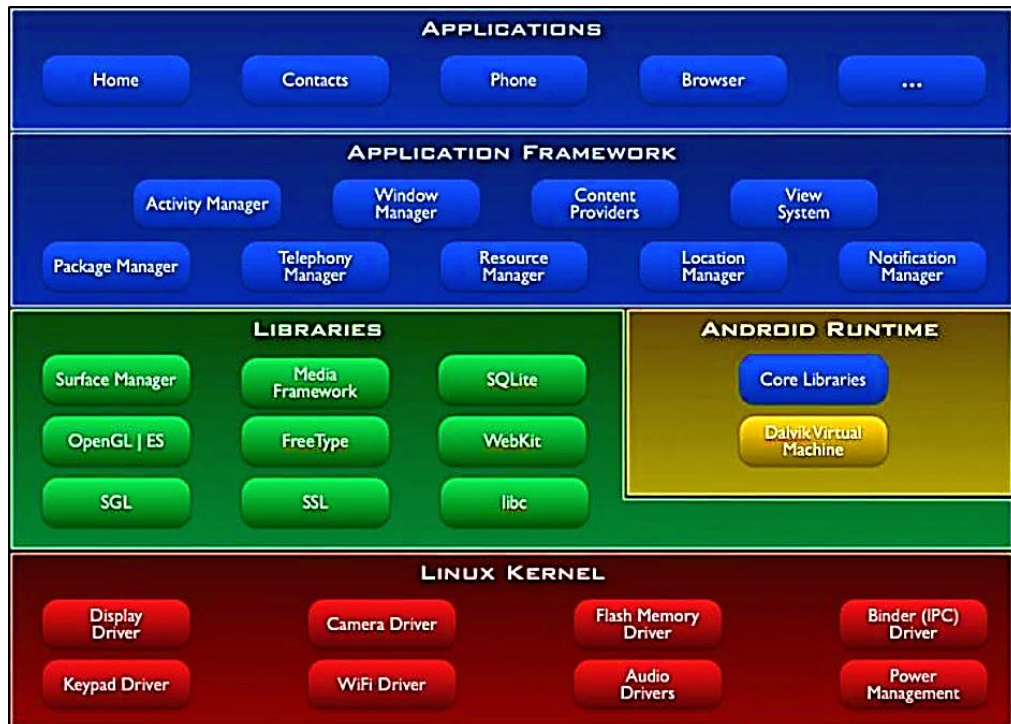 APPLICATIONS
Home
Contacts
Phone
Browser
...
APPLICATION FRAMEWORK
Activity Manager
Window
Manager
Content
Providers
View
System
Package Manager
Telephony
Manager
Resource
Manager
Location
Manager
Notification
Manager
LIBRARIES
Surface Manager
Media
Framework
SQLite
OpenGL | ES
FreeType
WebKit
SGL
SSL
libc
ANDROID RUNTIME
Core Libraries
Dalvik Virtual
Machine
LINUX KERNEL
Display
Driver
Camera Driver
Flash Memory
Driver
Binder (IPC)
Driver
Keypad Driver
WiFi Driver
Audio
Drivers
Power
Management